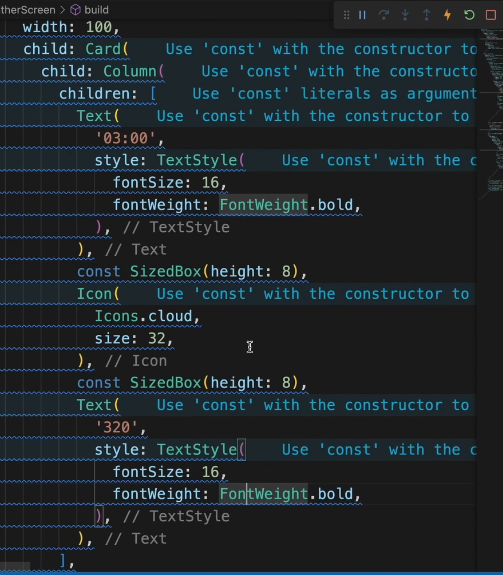 therScreen > build
width: 100,
child: Card(    Use 'const' with the constructor to
child: Column(    Use 'const' with the constructo
children: [    Use 'const' literals as argument
Text(    Use 'const' with the constructor to
'03:00',
style: TextStyle(    Use 'const' with the c
fontSize: 16,
fontWeight: FontWeight.bold,
), // TextStyle
), // Text
const SizedBox(height: 8),
Icon(    Use 'const' with the constructor to
Icons.cloud,
size: 32,
), // Icon
const SizedBox(height: 8),
Text(    Use 'const' with the constructor to
'320',
style: TextStyle(    Use 'const' with the c
fontSize: 16,
fontWeight: FontWeight.bold,
), // TextStyle
), // Text
],